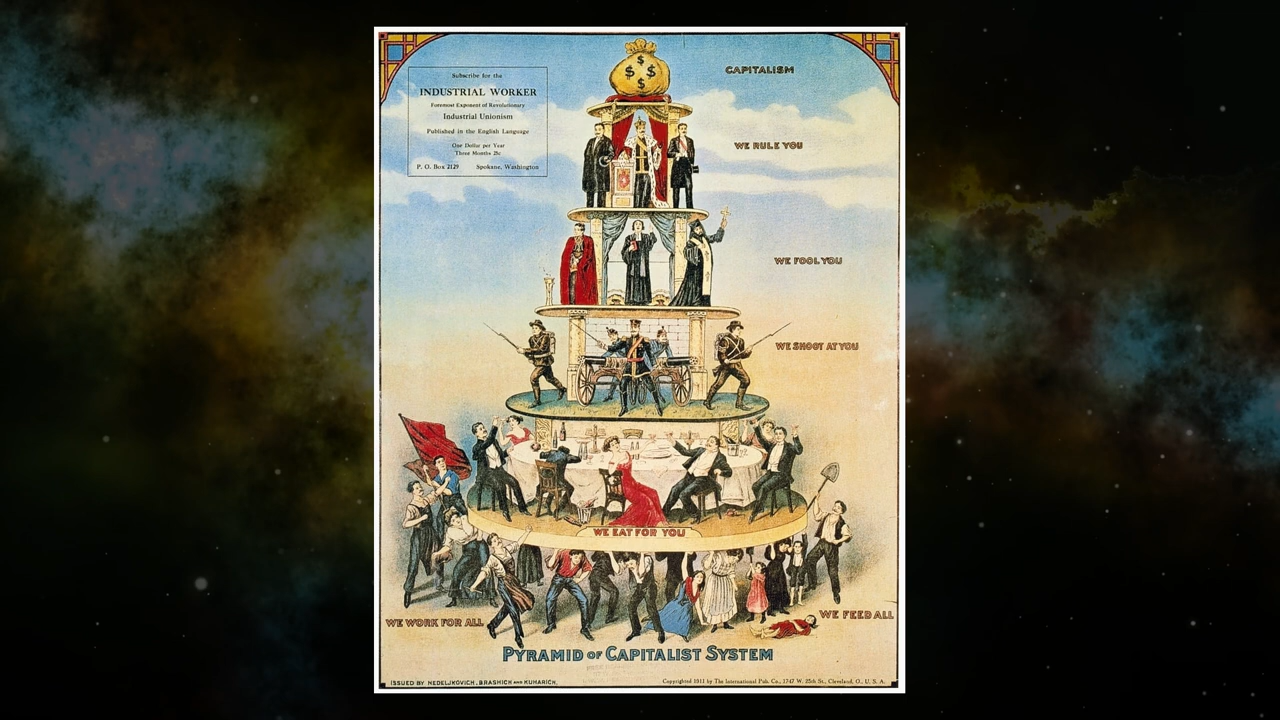 Subscribe for the
INDUSTRIAL WORKER
Foremost Exponent of Revolutionary
Industrial Unionism
Published in the English Language
One Dollar per Year
Three Months 25c
P. O. Box 2129 Spokane, Washington
$
$ $
$
CAPITALISM
WE RULE YOU
WE FOOL YOU
WE SHOOT AT YOU
WE EAT FOR YOU
WE WORK FOR ALL
WE FEED ALL
PYRAMID OF CAPITALIST SYSTEM
ISSUED BY NEDELJKOVICH, BRASHICH AND KUHARICH.
Copyrighted 1911 by The International Pub. Co., 1747 W. 25th St., Cleveland, O., U. S. A.